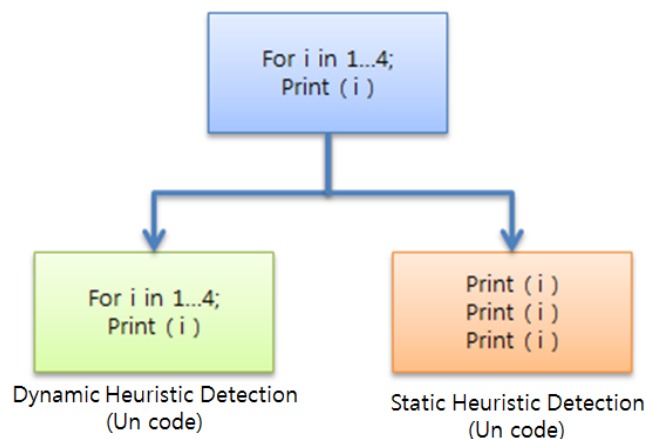 For i in 1...4;
Print ( i )
For i in 1...4;
Print ( i )
Print ( i )
Print ( i )
Print ( i )
Dynamic Heuristic Detection
(Un code)
Static Heuristic Detection
(Un code)